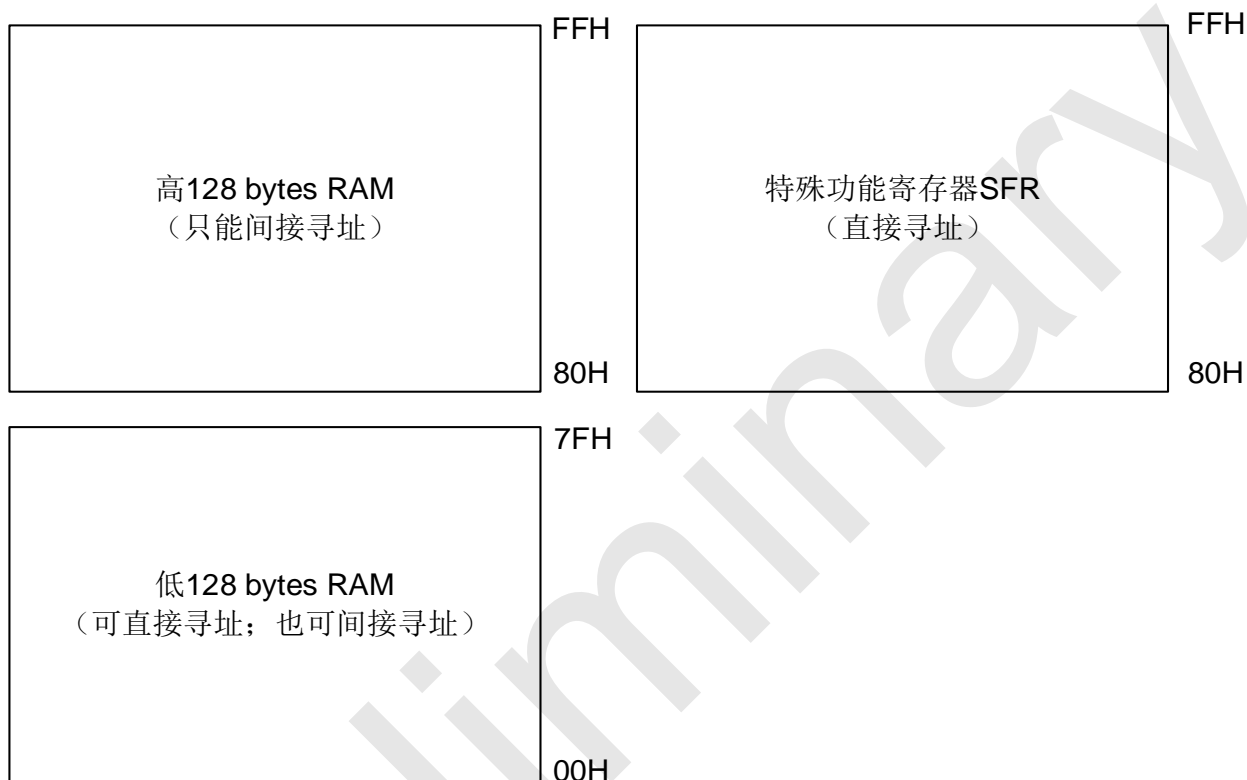 FFH
高128 bytes RAM
（只能间接寻址）
80H
FFH
特殊功能寄存器SFR
（直接寻址）
80H
7FH
低128 bytes RAM
（可直接寻址；也可间接寻址）
00H
liminary